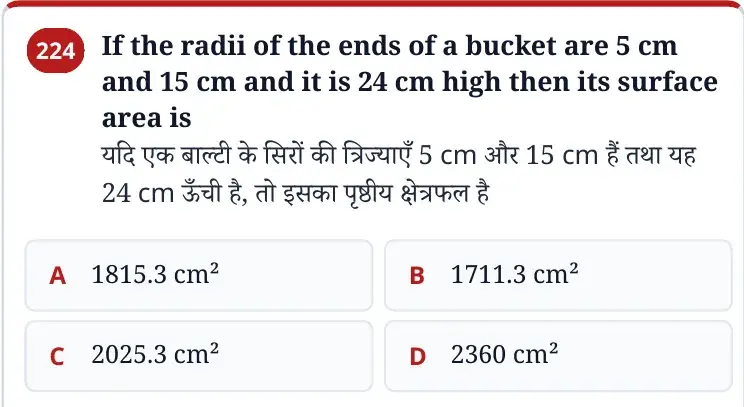 224 If the radii of the ends of a bucket are 5 cm
and 15 cm and it is 24 cm high then its surface
area is
यदि एक बाल्टी के सिरों की त्रिज्याएँ 5 cm और 15 cm हैं तथा यह
24 cm ऊँची है, तो इसका पृष्ठीय क्षेत्रफल है
A 1815.3 cm² B 1711.3 cm²
C 2025.3 cm² D 2360 cm²